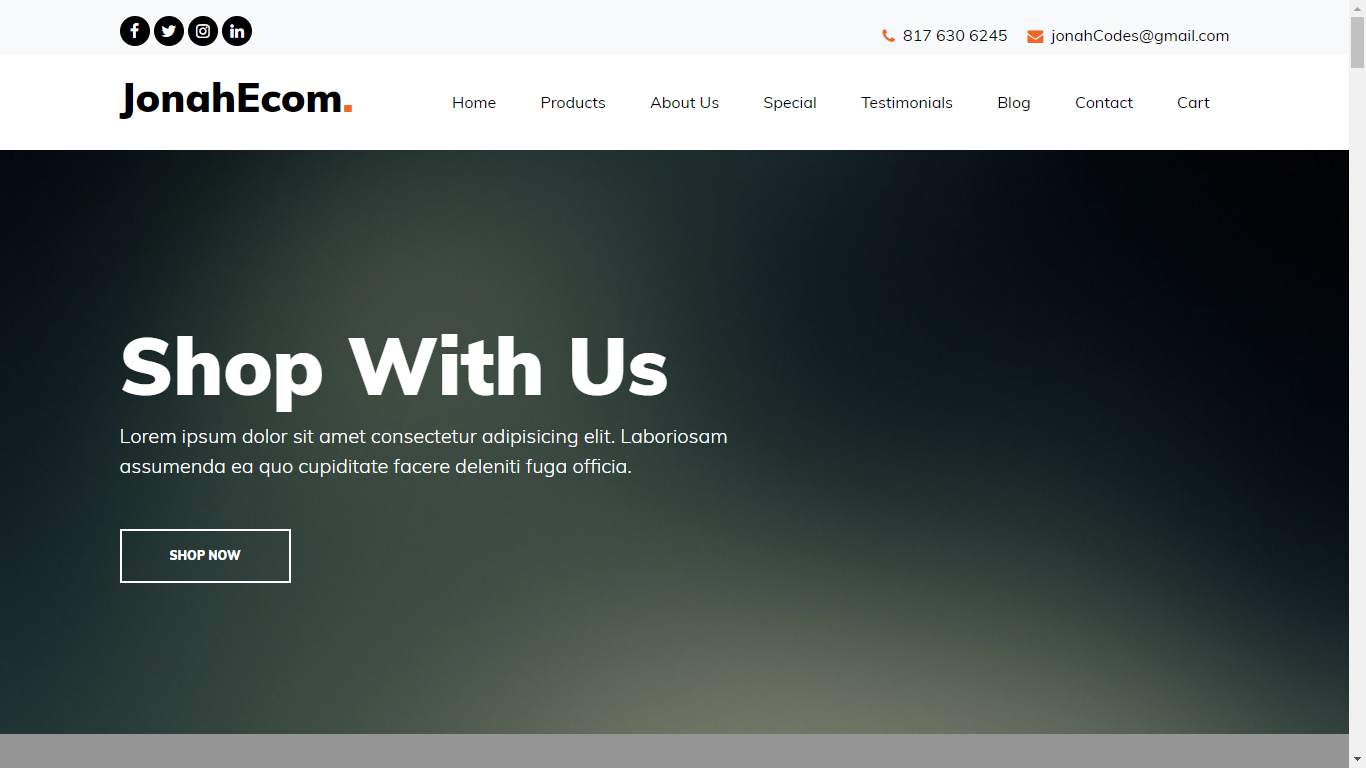 817 630 6245 jonahCodes@gmail.com
JonahEcom.
Home Products About Us Special Testimonials Blog Contact Cart
Shop With Us
Lorem ipsum dolor sit amet consectetur adipisicing elit. Laboriosam
assumenda ea quo cupiditate facere deleniti fuga officia.
SHOP NOW